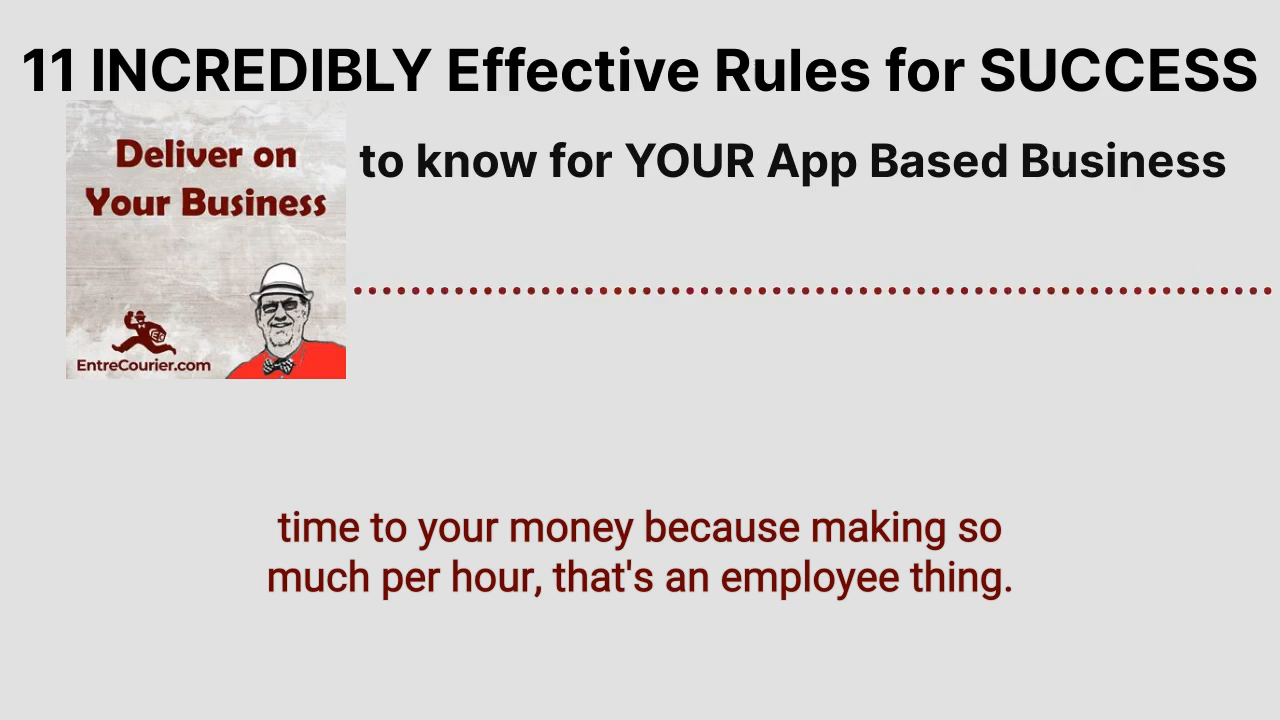 11 INCREDIBLY Effective Rules for SUCCESS
Deliver on
Your Business
EntreCourier.com
to know for YOUR App Based Business
time to your money because making so
much per hour, that's an employee thing.